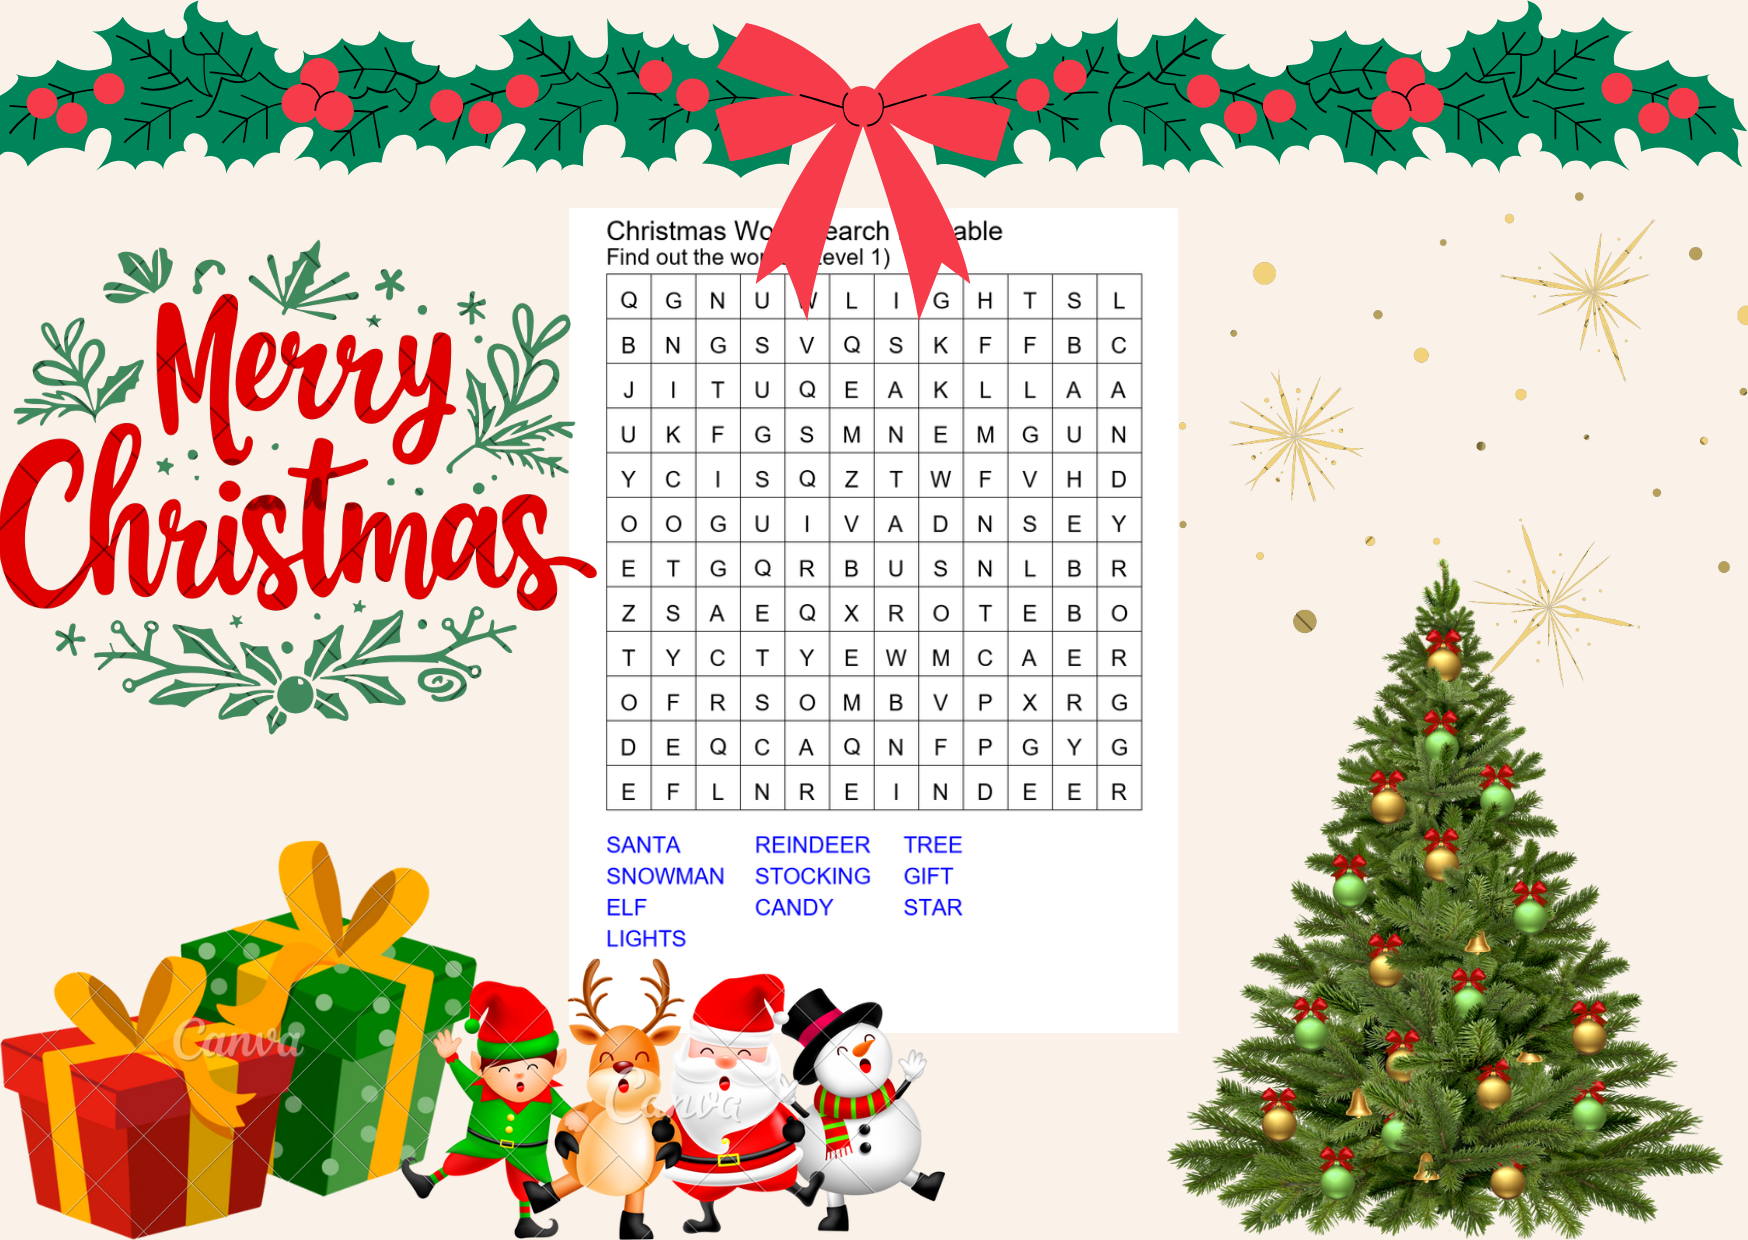 Merry
Christmas
Christmas Wo earch able
Find out the wor evel 1)
Q G N U W L I G H T S L
B N G S V Q S K F F B C
J I T U Q E A K L L A A
U K F G S M N E M G U N
Y C I S Q Z T W F V H D
O O G U I V A D N S E Y
E T G Q R B U S N L B R
Z S A E Q X R O T E B O
T Y C T Y E W M C A E R
O F R S O M B V P X R G
D E Q C A Q N F P G Y G
E F L N R E I N D E E R
SANTA REINDEER TREE
SNOWMAN STOCKING GIFT
ELF CANDY STAR
LIGHTS
Canva
Canva